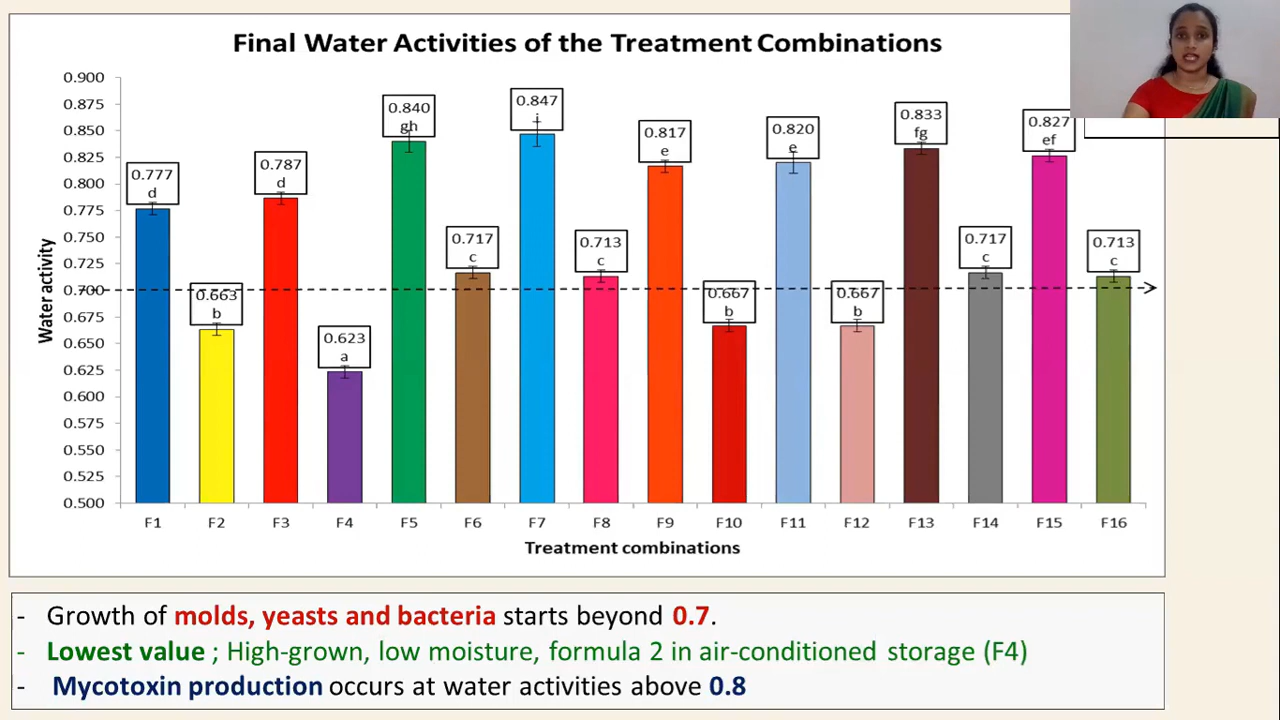 Final Water Activities of the Treatment Combinations
Water activity
0.900
0.875
0.850
0.825
0.800
0.775
0.750
0.725
0.700
0.675
0.650
0.625
0.600
0.575
0.550
0.525
0.500
0.777
d
0.663
b
0.787
d
0.623
a
0.840
gh
0.717
c
0.847
i
0.713
c
0.817
e
0.667
b
0.820
e
0.667
b
0.833
fg
0.717
c
0.827
ef
0.713
c
F1 F2 F3 F4 F5 F6 F7 F8 F9 F10 F11 F12 F13 F14 F15 F16
Treatment combinations
- Growth of molds, yeasts and bacteria starts beyond 0.7.
- Lowest value ; High-grown, low moisture, formula 2 in air-conditioned storage (F4)
- Mycotoxin production occurs at water activities above 0.8